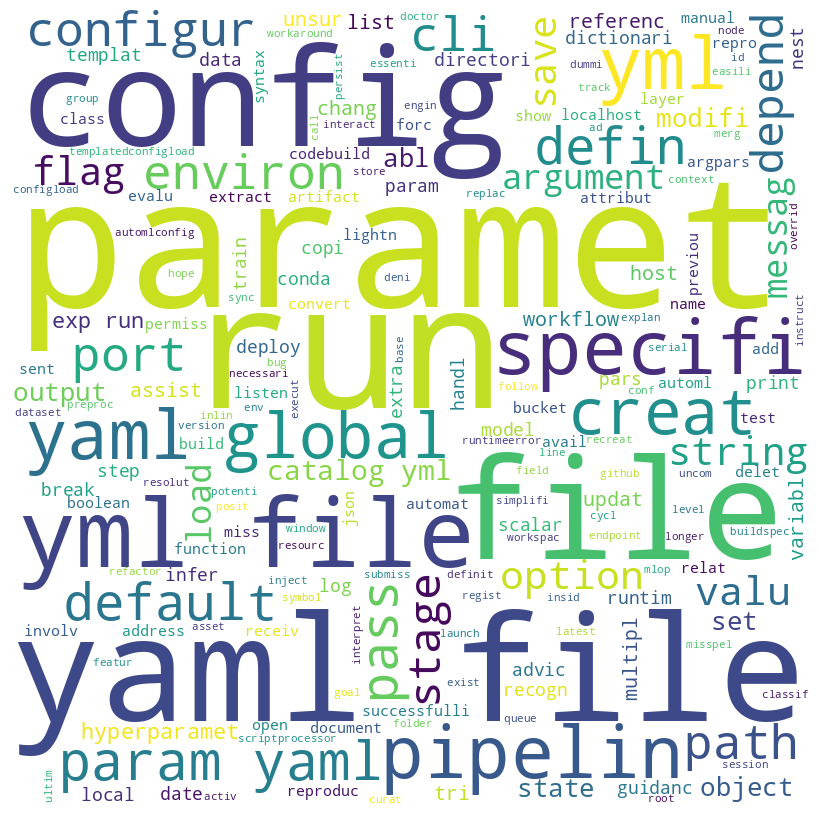 configur
unsur
list
doctor
cli
save
referenc
manual
node
depend
nest
templat
workaround
data
essenti
persist
directori
dictionari
repro
id
config
yml
syntax
dummi
easili
group
class
chang
engin
track
layer
call
interact
forc
show
localhost
modifi
ad
merg
templatedconfigload
codebuild
abl
defin
argpars
flag
environ
store
param
argument
context
configload
evalu
extract
artifact
replac
attribut
messag
overrid
paramet
automlconfig
lightn
copi
hope
train
conda
deni
host
previou
sync
convert
name
instruct
exp run
permiss
run
workflow
explan
specifi
sent
port
deploy
bug
base
serial
add
necessari
handl
output
preproc
assist
listen
extra
follow
pars
conf
automl
print
dataset
execut
env
bucket
test
inlin
yaml
version
global
model
avail
recreat
creat
build
runtimeerror
line
string
step
load
catalog yml
field
github
uncom
delet
variabl
break
resolut
potenti
json
simplifi
updat
level
boolean
posit
miss
automat
scalar
cycl
yml file
file
window
workspac
endpoint
longer
buildspec
function
resourc
refactor
infer
inject
log
submiss
definit
option
relat
mlop
valu
default
symbol
pass
stage
regist
insid
runtim
set
involv
address
asset
receiv
interpret
launch
latest
multipl
misspel
yaml file
featur
goal
exist
advic
recogn
classif
successfulli
hyperparamet
open
document
folder
queue
scriptprocessor
param yaml
pipelin
path
session
ultim
local
date
activ
reproduc
curat
tri
state
guidanc
root
object